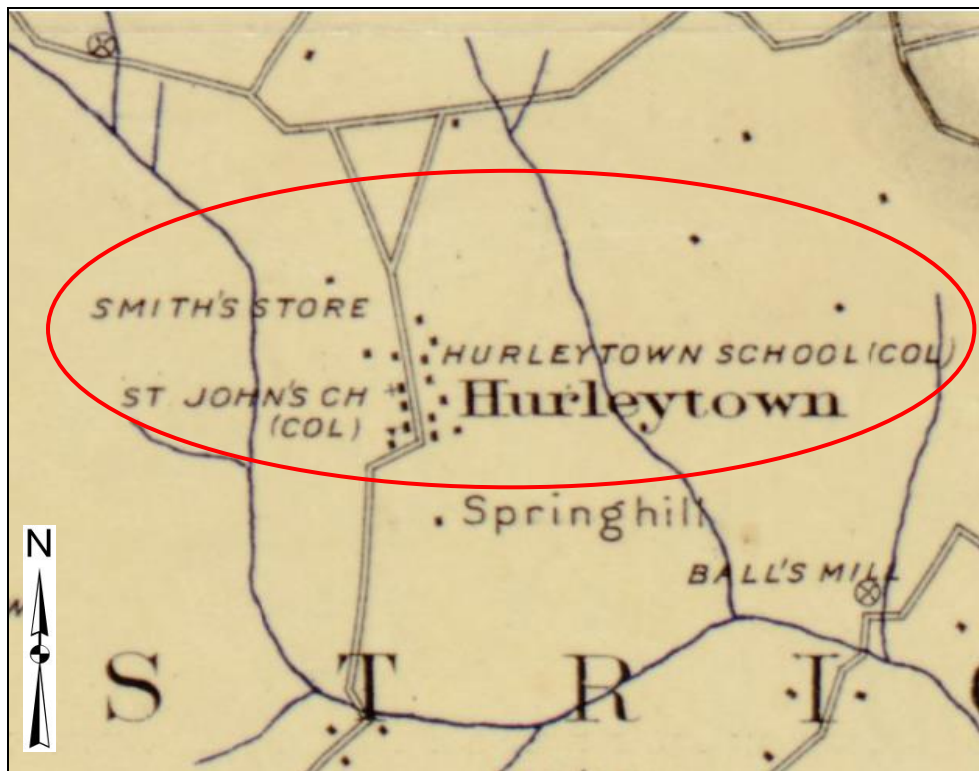 SMITH'S STORE
HURLEYTOWN SCHOOL (COL)
ST JOHN'S CH
(COL)
Hurleytown
Springhill
BALL'S MILL
N
S T R I